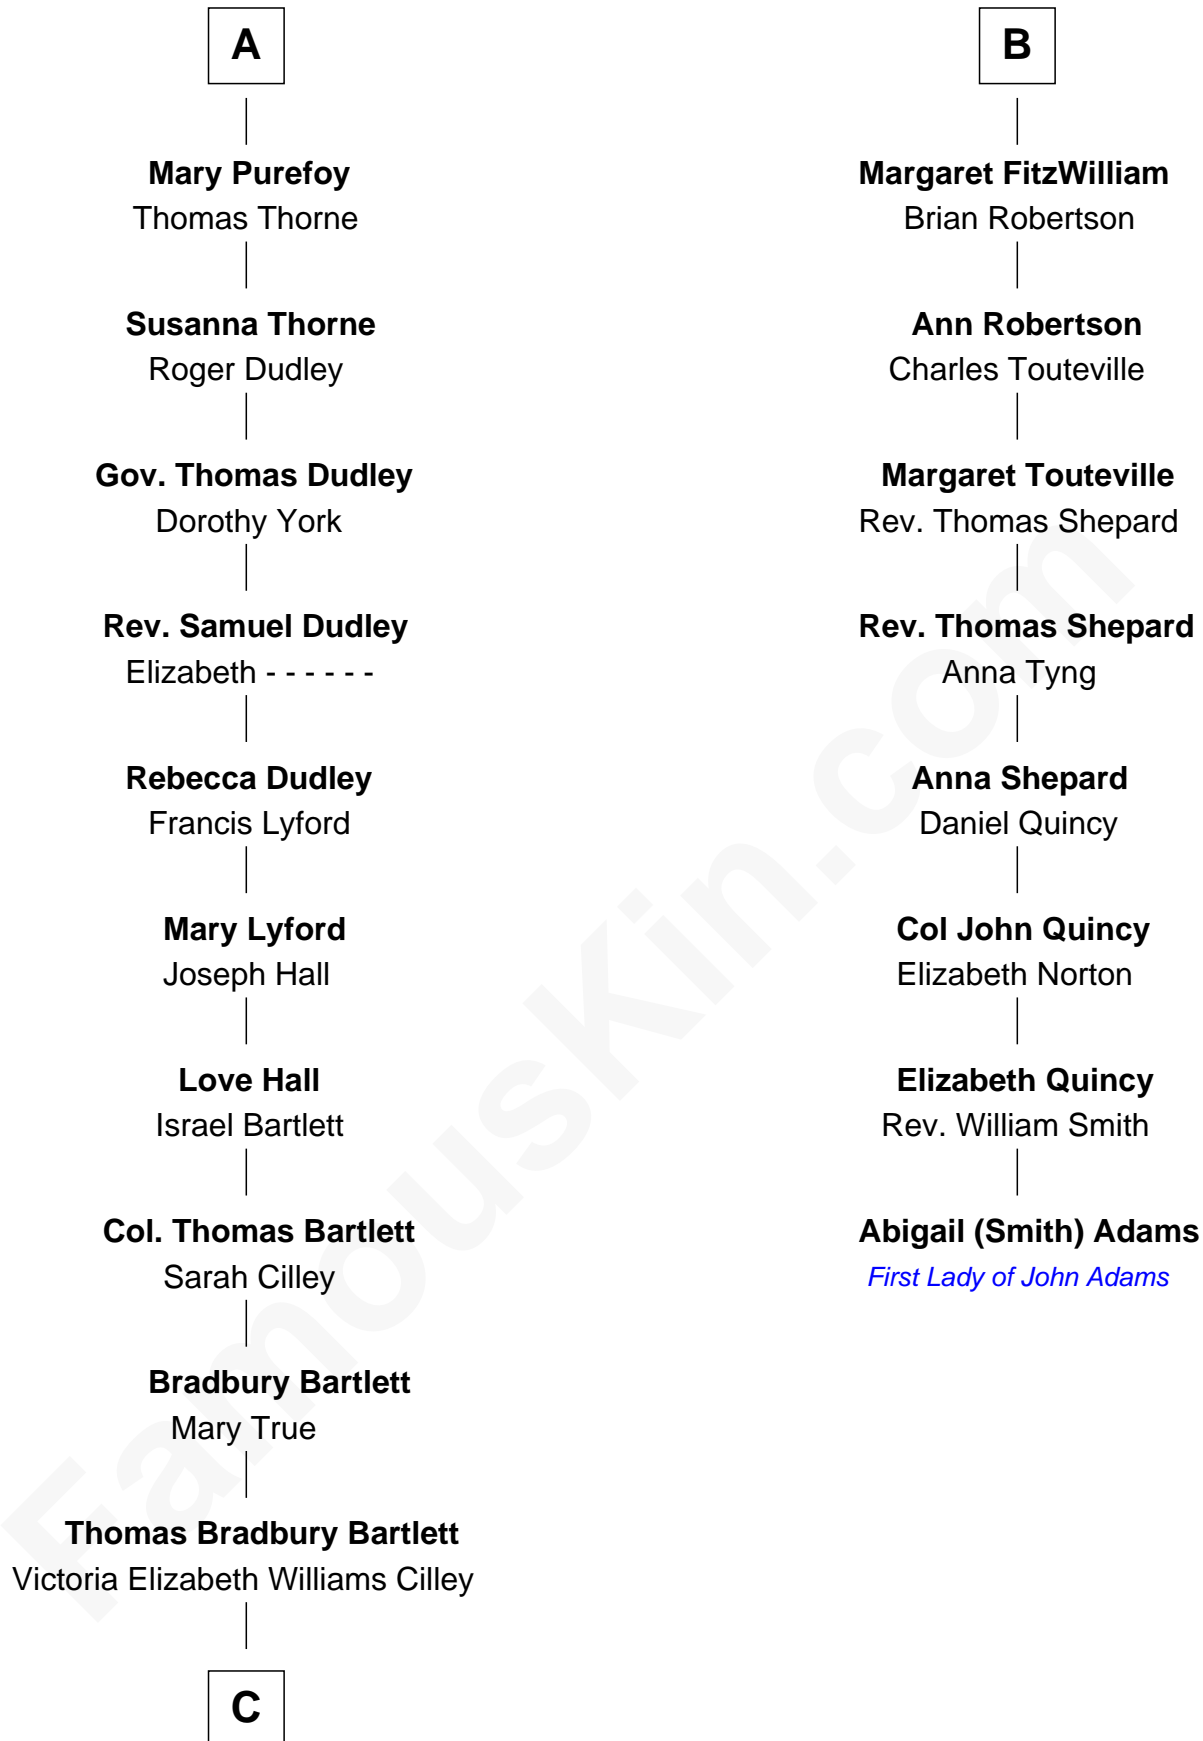 A
Mary Purefoy
Thomas Thorne
Susanna Thorne
Roger Dudley
Gov. Thomas Dudley
Dorothy York
Rev. Samuel Dudley
Elizabeth - - - - - -
Rebecca Dudley
Francis Lyford
Mary Lyford
Joseph Hall
Love Hall
Israel Bartlett
Col. Thomas Bartlett
Sarah Cilley
Bradbury Bartlett
Mary True
Thomas Bradbury Bartlett
Victoria Elizabeth Williams Cilley
C
B
Margaret FitzWilliam
Brian Robertson
Ann Robertson
Charles Touteville
Margaret Touteville
Rev. Thomas Shepard
Rev. Thomas Shepard
Anna Tyng
Anna Shepard
Daniel Quincy
Col John Quincy
Elizabeth Norton
Elizabeth Quincy
Rev. William Smith
Abigail (Smith) Adams
First Lady of John Adams
FamousKin.com